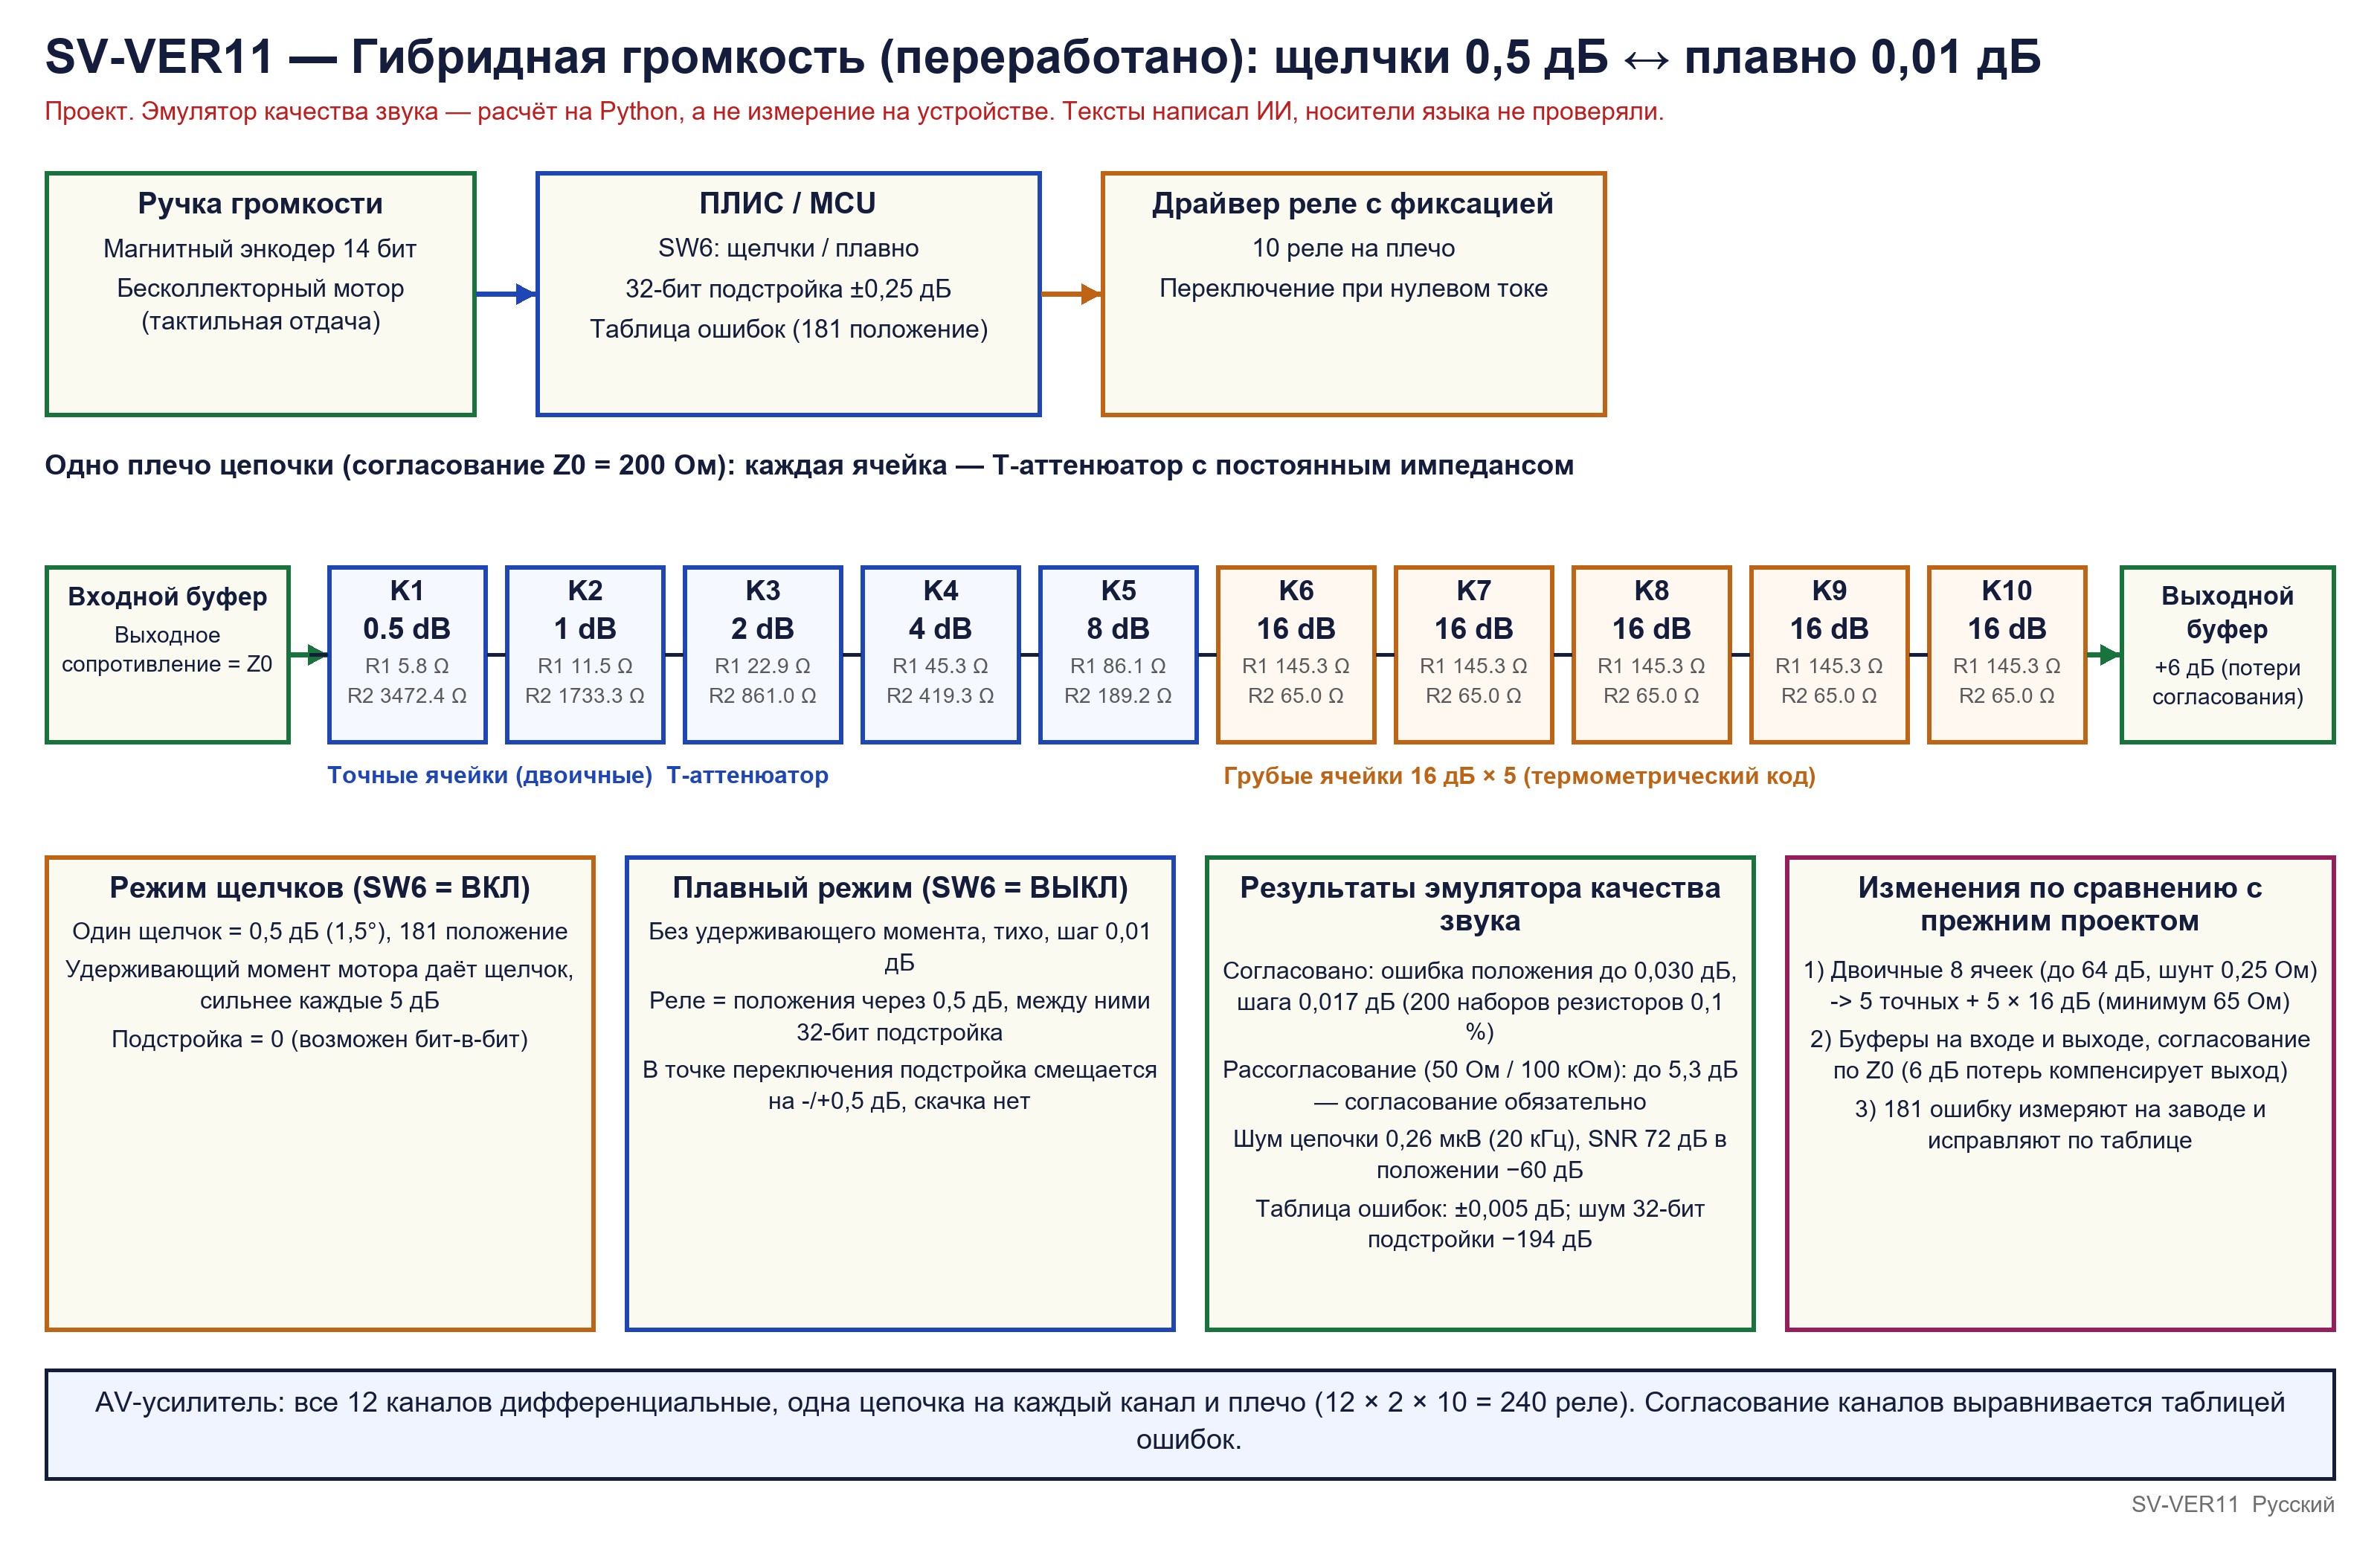 SV-VER11 — Гибридная громкость (переработано): щелчки 0,5 дБ ↔ плавно 0,01 дБ
Проект. Эмулятор качества звука — расчёт на Python, а не измерение на устройстве. Тексты написал ИИ, носители языка не проверяли.
Ручка громкости
Магнитный энкодер 14 бит
Бесколлекторный мотор
(тактильная отдача)
ПЛИС / MCU
SW6: щелчки / плавно
32-бит подстройка ±0,25 дБ
Таблица ошибок (181 положение)
Драйвер реле с фиксацией
10 реле на плечо
Переключение при нулевом токе
Одно плечо цепочки (согласование Z0 = 200 Ом): каждая ячейка — Т-аттенюатор с постоянным импедансом
Входной буфер
Выходное
сопротивление = Z0
K1
0.5 dB
R1 5.8 Ω
R2 3472.4 Ω
K2
1 dB
R1 11.5 Ω
R2 1733.3 Ω
K3
2 dB
R1 22.9 Ω
R2 861.0 Ω
K4
4 dB
R1 45.3 Ω
R2 419.3 Ω
K5
8 dB
R1 86.1 Ω
R2 189.2 Ω
K6
16 dB
R1 145.3 Ω
R2 65.0 Ω
K7
16 dB
R1 145.3 Ω
R2 65.0 Ω
K8
16 dB
R1 145.3 Ω
R2 65.0 Ω
K9
16 dB
R1 145.3 Ω
R2 65.0 Ω
K10
16 dB
R1 145.3 Ω
R2 65.0 Ω
Выходной
буфер
+6 дБ (потери
согласования)
Точные ячейки (двоичные)  Т-аттенюатор
Грубые ячейки 16 дБ × 5 (термометрический код)
Режим щелчков (SW6 = ВКЛ)
Один щелчок = 0,5 дБ (1,5°), 181 положение
Удерживающий момент мотора даёт щелчок,
сильнее каждые 5 дБ
Подстройка = 0 (возможен бит-в-бит)
Плавный режим (SW6 = ВЫКЛ)
Без удерживающего момента, тихо, шаг 0,01
дБ
Реле = положения через 0,5 дБ, между ними
32-бит подстройка
В точке переключения подстройка смещается
на -/+0,5 дБ, скачка нет
Результаты эмулятора качества
звука
Согласовано: ошибка положения до 0,030 дБ,
шага 0,017 дБ (200 наборов резисторов 0,1
%)
Рассогласование (50 Ом / 100 кОм): до 5,3 дБ
— согласование обязательно
Шум цепочки 0,26 мкВ (20 кГц), SNR 72 дБ в
положении −60 дБ
Таблица ошибок: ±0,005 дБ; шум 32-бит
подстройки −194 дБ
Изменения по сравнению с
прежним проектом
1) Двоичные 8 ячеек (до 64 дБ, шунт 0,25 Ом)
-> 5 точных + 5 × 16 дБ (минимум 65 Ом)
2) Буферы на входе и выходе, согласование
по Z0 (6 дБ потерь компенсирует выход)
3) 181 ошибку измеряют на заводе и
исправляют по таблице
AV-усилитель: все 12 каналов дифференциальные, одна цепочка на каждый канал и плечо (12 × 2 × 10 = 240 реле). Согласование каналов выравнивается таблицей
ошибок.
SV-VER11  Русский